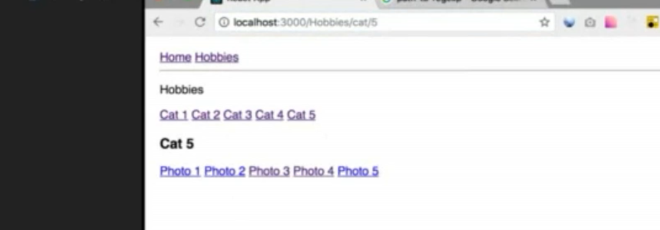 localhost:3000/Hobbies/cat/5
Home Hobbies
Hobbies
Cat 1 Cat 2 Cat 3 Cat 4 Cat 5
Cat 5
Photo 1 Photo 2 Photo 3 Photo 4 Photo 5